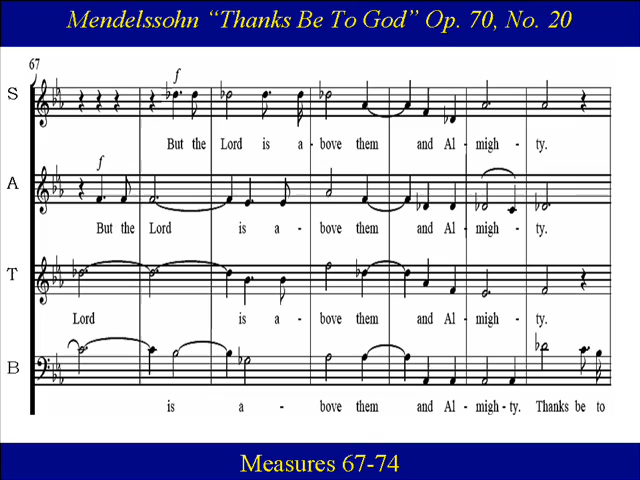 Mendelssohn “Thanks Be To God” Op. 70, No. 20
67
f
S
But the Lord is a - bove them and Al - migh - ty.
f
A
But the Lord is a - bove them and Al - migh - ty.
T
Lord is a - bove them and Al - migh - ty.
B
is a - bove them and Al - migh - ty. Thanks be to
Measures 67-74